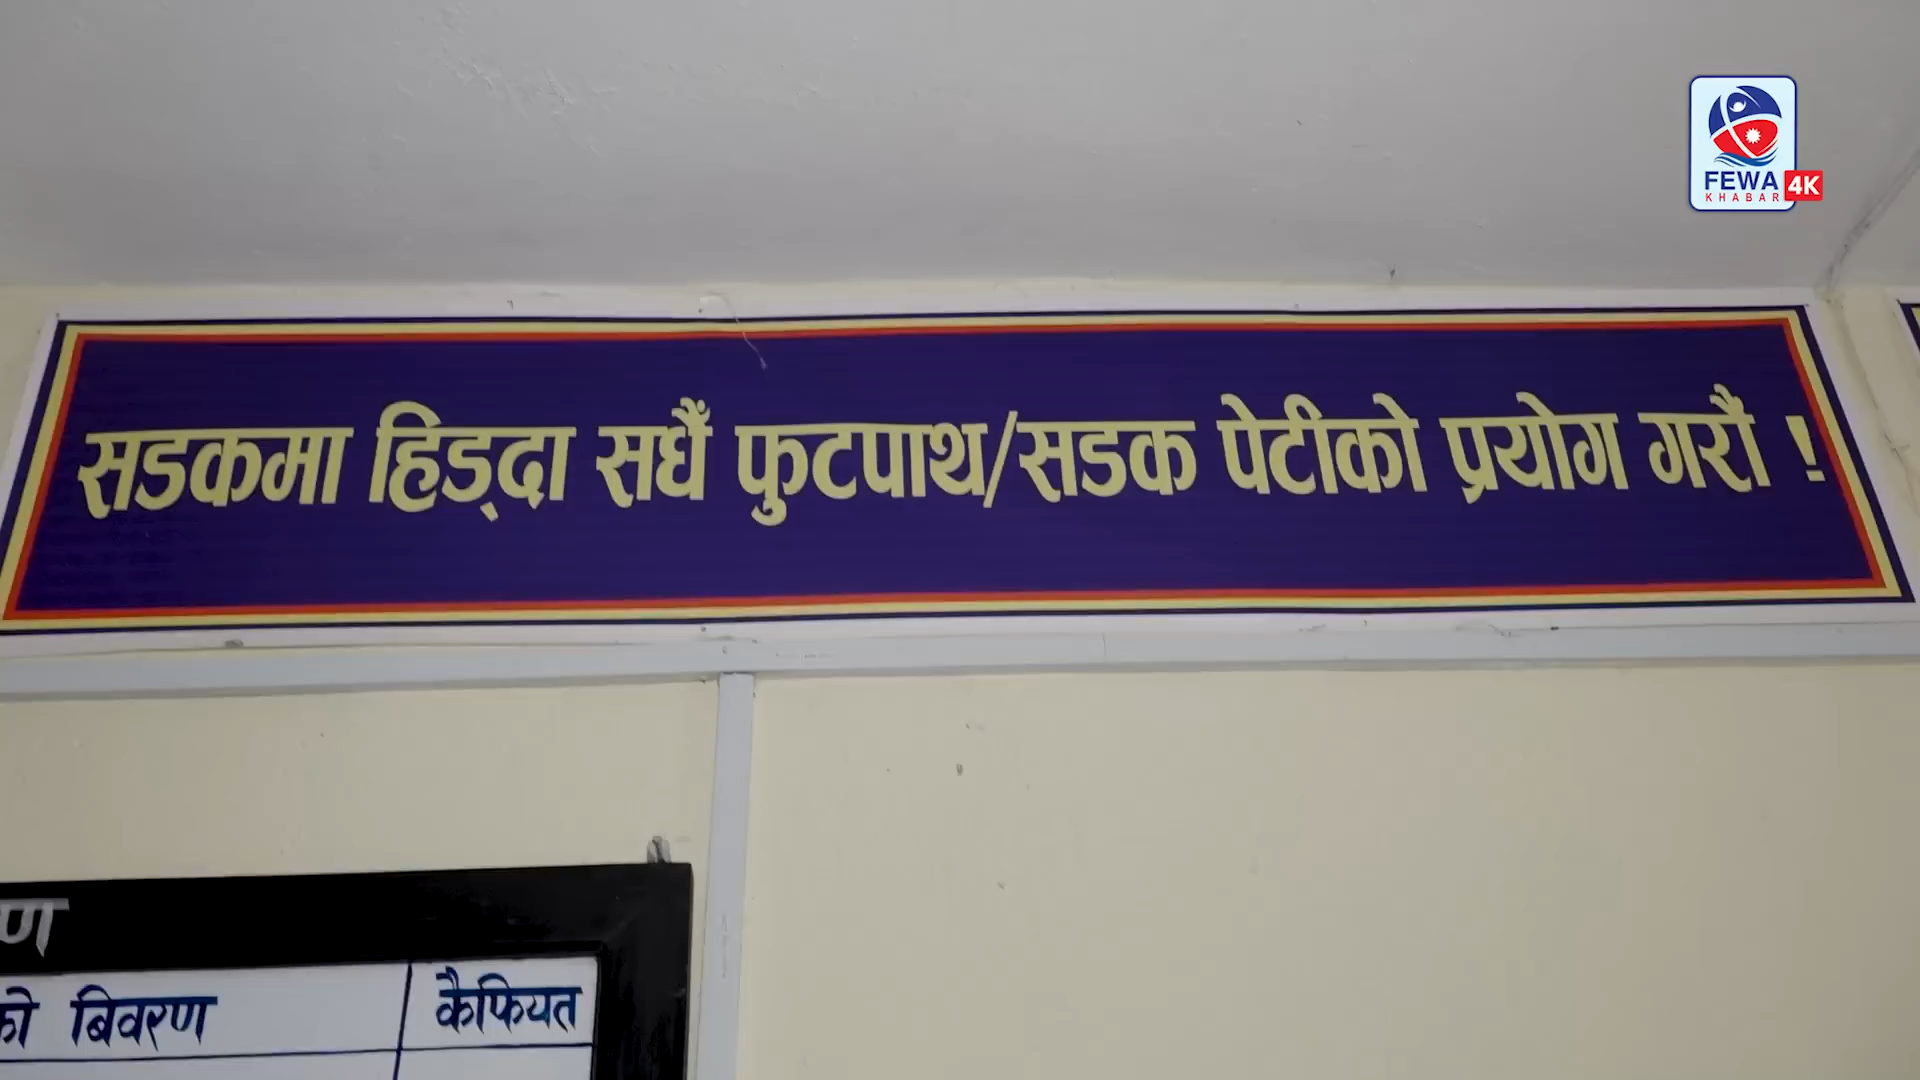 FEWA 4K
KHABAR
सडकमा हिड्दा सधैं फुटपाथ/सडक पेटीको प्रयोग गरौं !
को बिवरण कैफियत